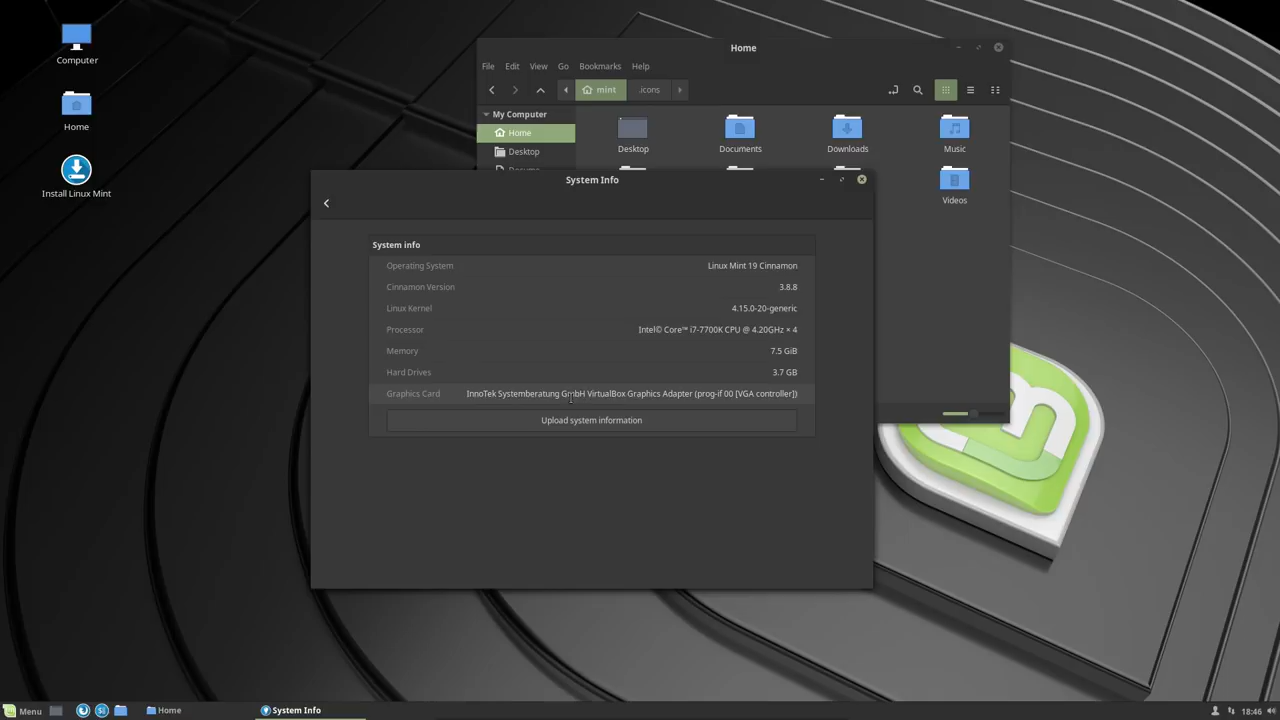 Computer
Home
Install Linux Mint
Home
File Edit View Go Bookmarks Help
mint .icons
My Computer
Home
Desktop
Desktop Documents Downloads Music
Videos
System Info
System info
Operating System Linux Mint 19 Cinnamon
Cinnamon Version 3.8.8
Linux Kernel 4.15.0-20-generic
Processor Intel© Core™ i7-7700K CPU @ 4.20GHz × 4
Memory 7.5 GiB
Hard Drives 3.7 GB
Graphics Card InnoTek Systemberatung GmbH VirtualBox Graphics Adapter (prog-if 00 [VGA controller])
Upload system information
Menu Home System Info 18:46